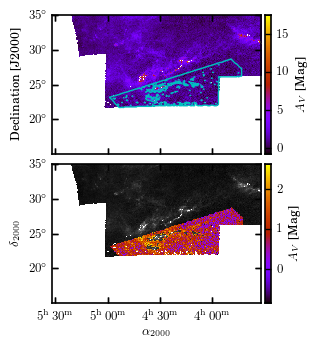 35°
30°
25°
20°
Declination [J2000]
15
10
5
0
A_V [Mag]
35°
30°
25°
20°
δ2000
2
1
0
A_V [Mag]
5h 30m
5h 00m
4h 30m
4h 00m
α2000